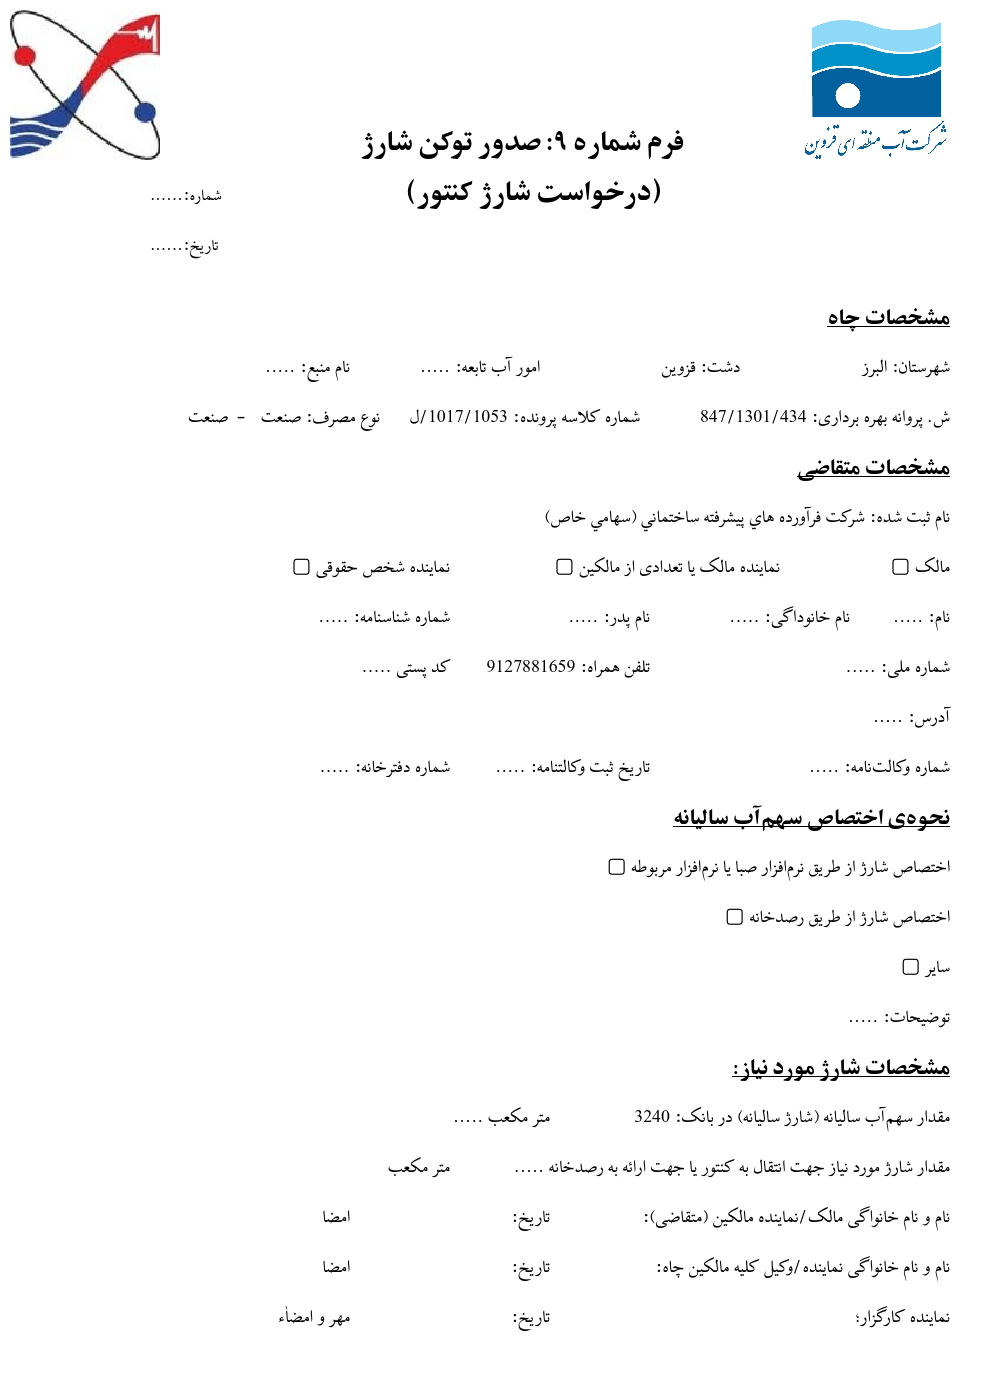 شرکت آب منطقه ای قزوین
فرم شماره ۹: صدور توکن شارژ
(درخواست شارژ کنتور)
شماره:......
تاریخ:......
مشخصات چاه
شهرستان: البرز دشت: قزوین امور آب تابعه: ..... نام منبع: .....
ش. پروانه بهره برداری: 847/1301/434 شماره کلاسه پرونده: 1017/1053/ل نوع مصرف: صنعت - صنعت
مشخصات متقاضی
نام ثبت شده: شركت فرآورده هاي پيشرفته ساختماني (سهامي خاص)
مالک ☐ نماینده مالک یا تعدادی از مالکین ☐ نماینده شخص حقوقی ☐
نام: ..... نام خانوداگی: ..... نام پدر: ..... شماره شناسنامه: .....
شماره ملی: ..... تلفن همراه: 9127881659 کد پستی .....
آدرس: .....
شماره وکالت‌نامه: ..... تاریخ ثبت وکالتنامه: ..... شماره دفترخانه: .....
نحوه‌ی اختصاص سهم‌آب سالیانه
اختصاص شارژ از طریق نرم‌افزار صبا یا نرم‌افزار مربوطه ☐
اختصاص شارژ از طریق رصدخانه ☐
سایر ☐
توضیحات: .....
مشخصات شارژ مورد نیاز:
مقدار سهم‌آب سالیانه (شارژ سالیانه) در بانک: 3240 متر مکعب .....
مقدار شارژ مورد نیاز جهت انتقال به کنتور یا جهت ارائه به رصدخانه ..... متر مکعب
نام و نام خانواگی مالک/نماینده مالکین (متقاضی): تاریخ: امضا
نام و نام خانواگی نماینده/وکیل کلیه مالکین چاه: تاریخ: امضا
نماینده کارگزار؛ تاریخ: مهر و امضاٰء